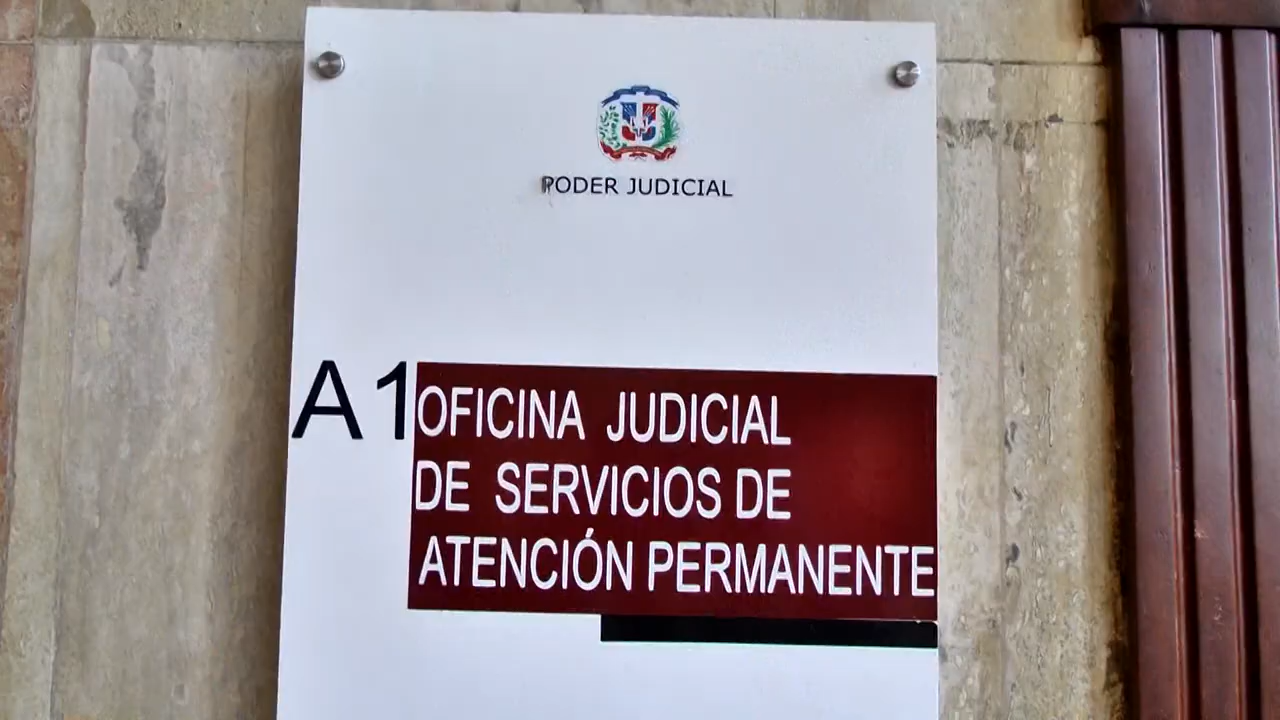 PODER JUDICIAL
A1
OFICINA JUDICIAL
DE SERVICIOS DE
ATENCIÓN PERMANENTE